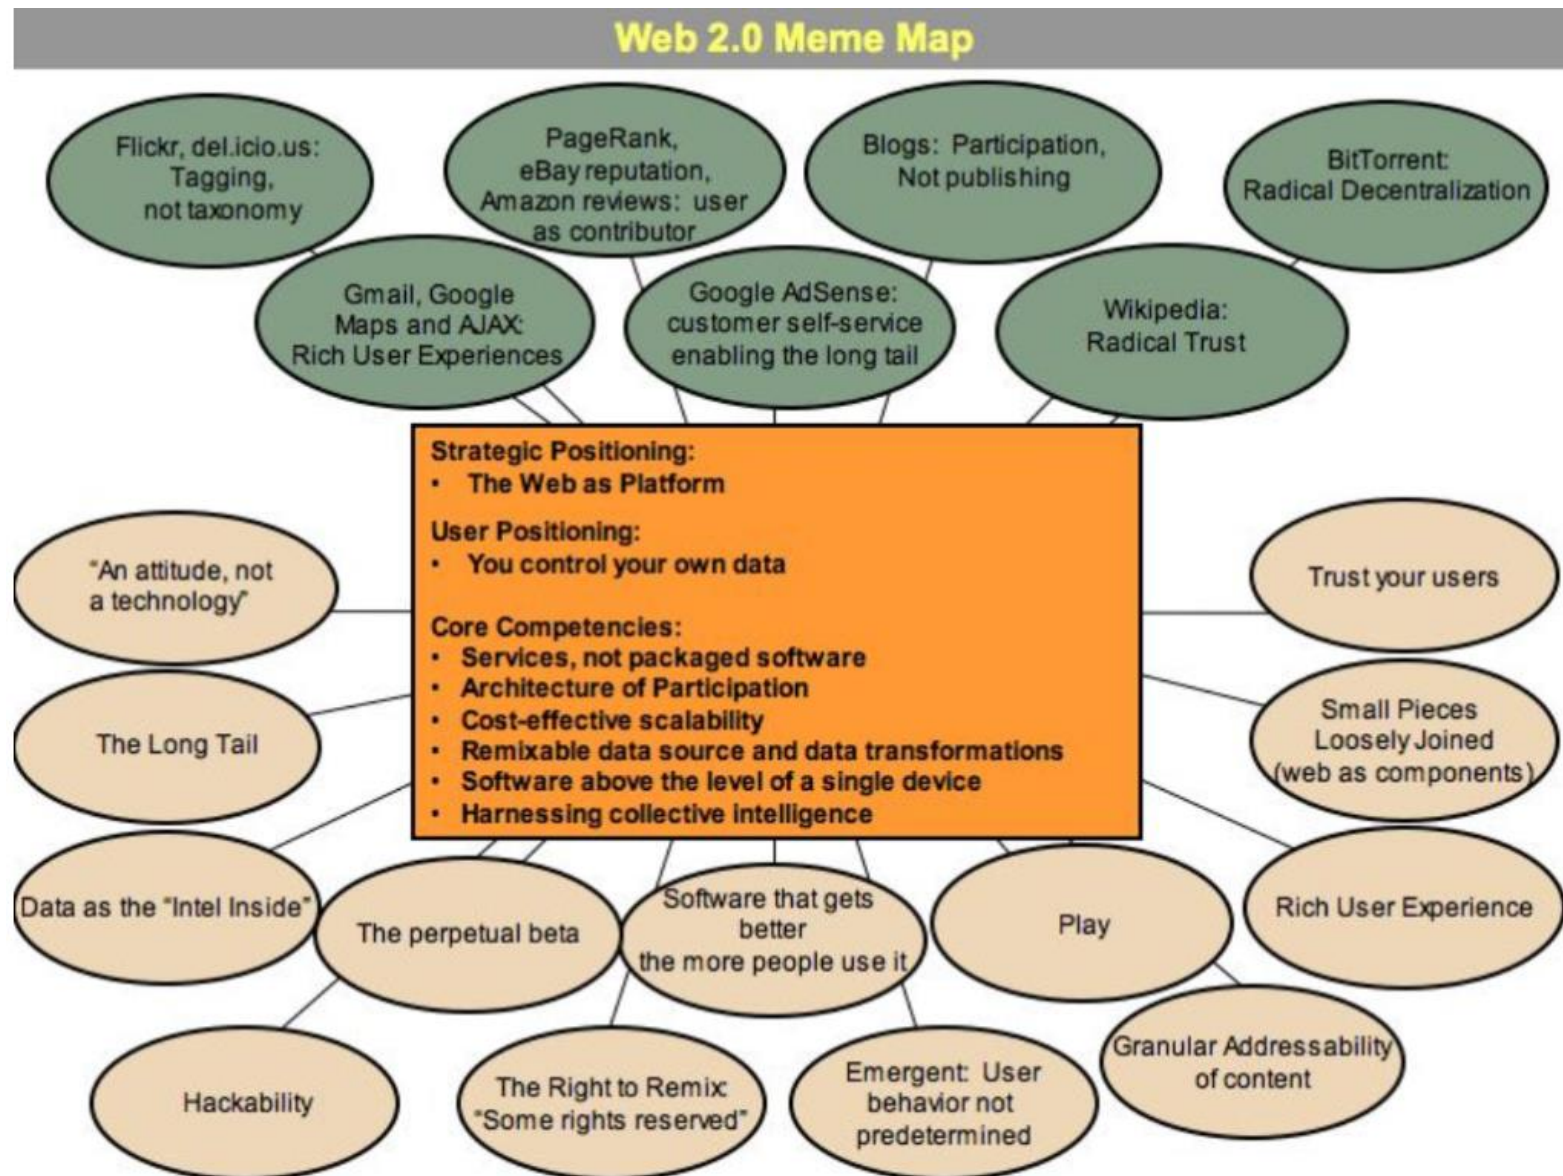 Web 2.0 Meme Map
Flickr, del.icio.us:
Tagging,
not taxonomy
PageRank,
eBay reputation,
Amazon reviews: user
as contributor
Blogs: Participation,
Not publishing
BitTorrent:
Radical Decentralization
Gmail, Google
Maps and AJAX:
Rich User Experiences
Google AdSense:
customer self-service
enabling the long tail
Wikipedia:
Radical Trust
Strategic Positioning:
• The Web as Platform
User Positioning:
• You control your own data
Core Competencies:
• Services, not packaged software
• Architecture of Participation
• Cost-effective scalability
• Remixable data source and data transformations
• Software above the level of a single device
• Harnessing collective intelligence
“An attitude, not
a technology”
The Long Tail
Data as the “Intel Inside”
Trust your users
Small Pieces
Loosely Joined
(web as components)
Rich User Experience
The perpetual beta
Software that gets
better
the more people use it
Play
Hackability
The Right to Remix:
“Some rights reserved”
Emergent: User
behavior not
predetermined
Granular Addressability
of content